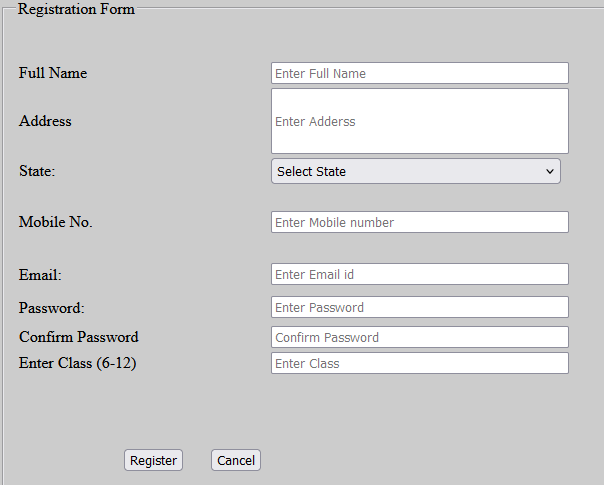 Registration Form
Full Name Enter Full Name
Address Enter Adderss
State: Select State
Mobile No. Enter Mobile number
Email: Enter Email id
Password: Enter Password
Confirm Password Confirm Password
Enter Class (6-12) Enter Class
Register Cancel